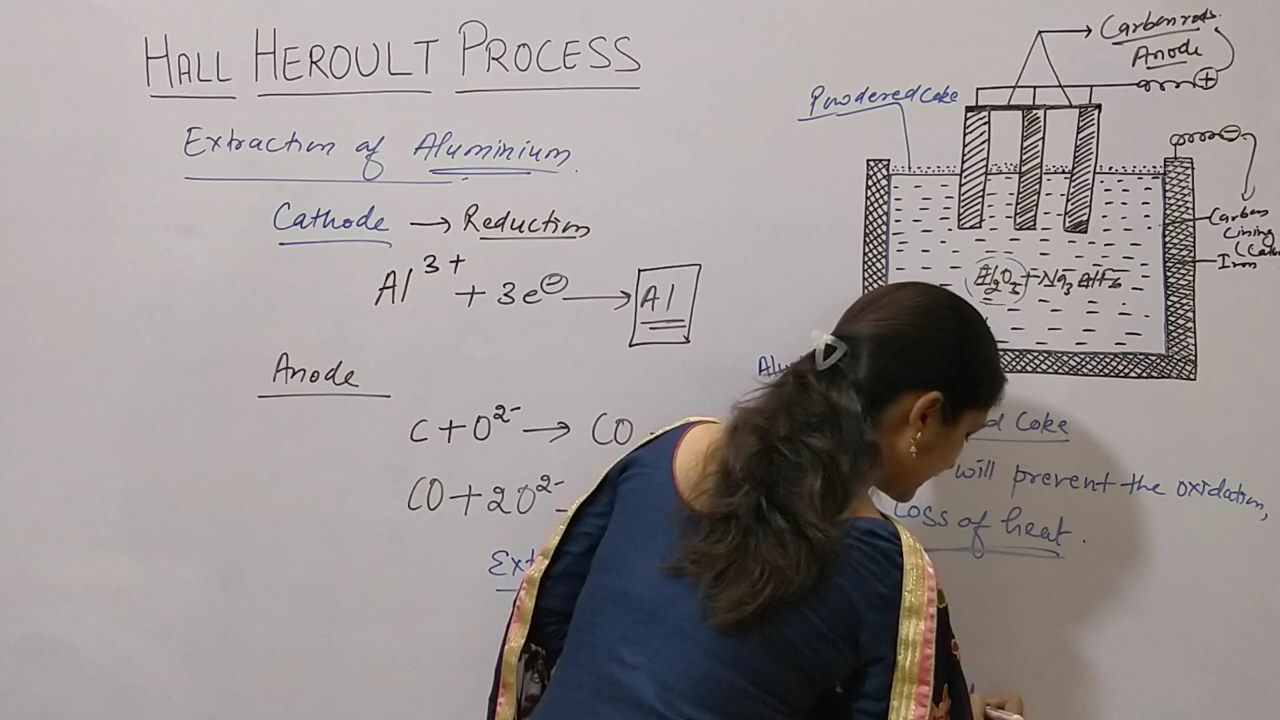 HALL HEROULT PROCESS
Extraction of Aluminium.
Cathode → Reduction
Al³⁺ + 3e⊖ → Al
Anode
C + O²⁻ → CO
CO + 2O²⁻
Carbon rods.
Anode
+
Powdered Coke
−
Carbon
Lining
Iron
Al₂O₃ + Na₃AlF₆
Coke
will prevent the oxidation,
Loss of heat.